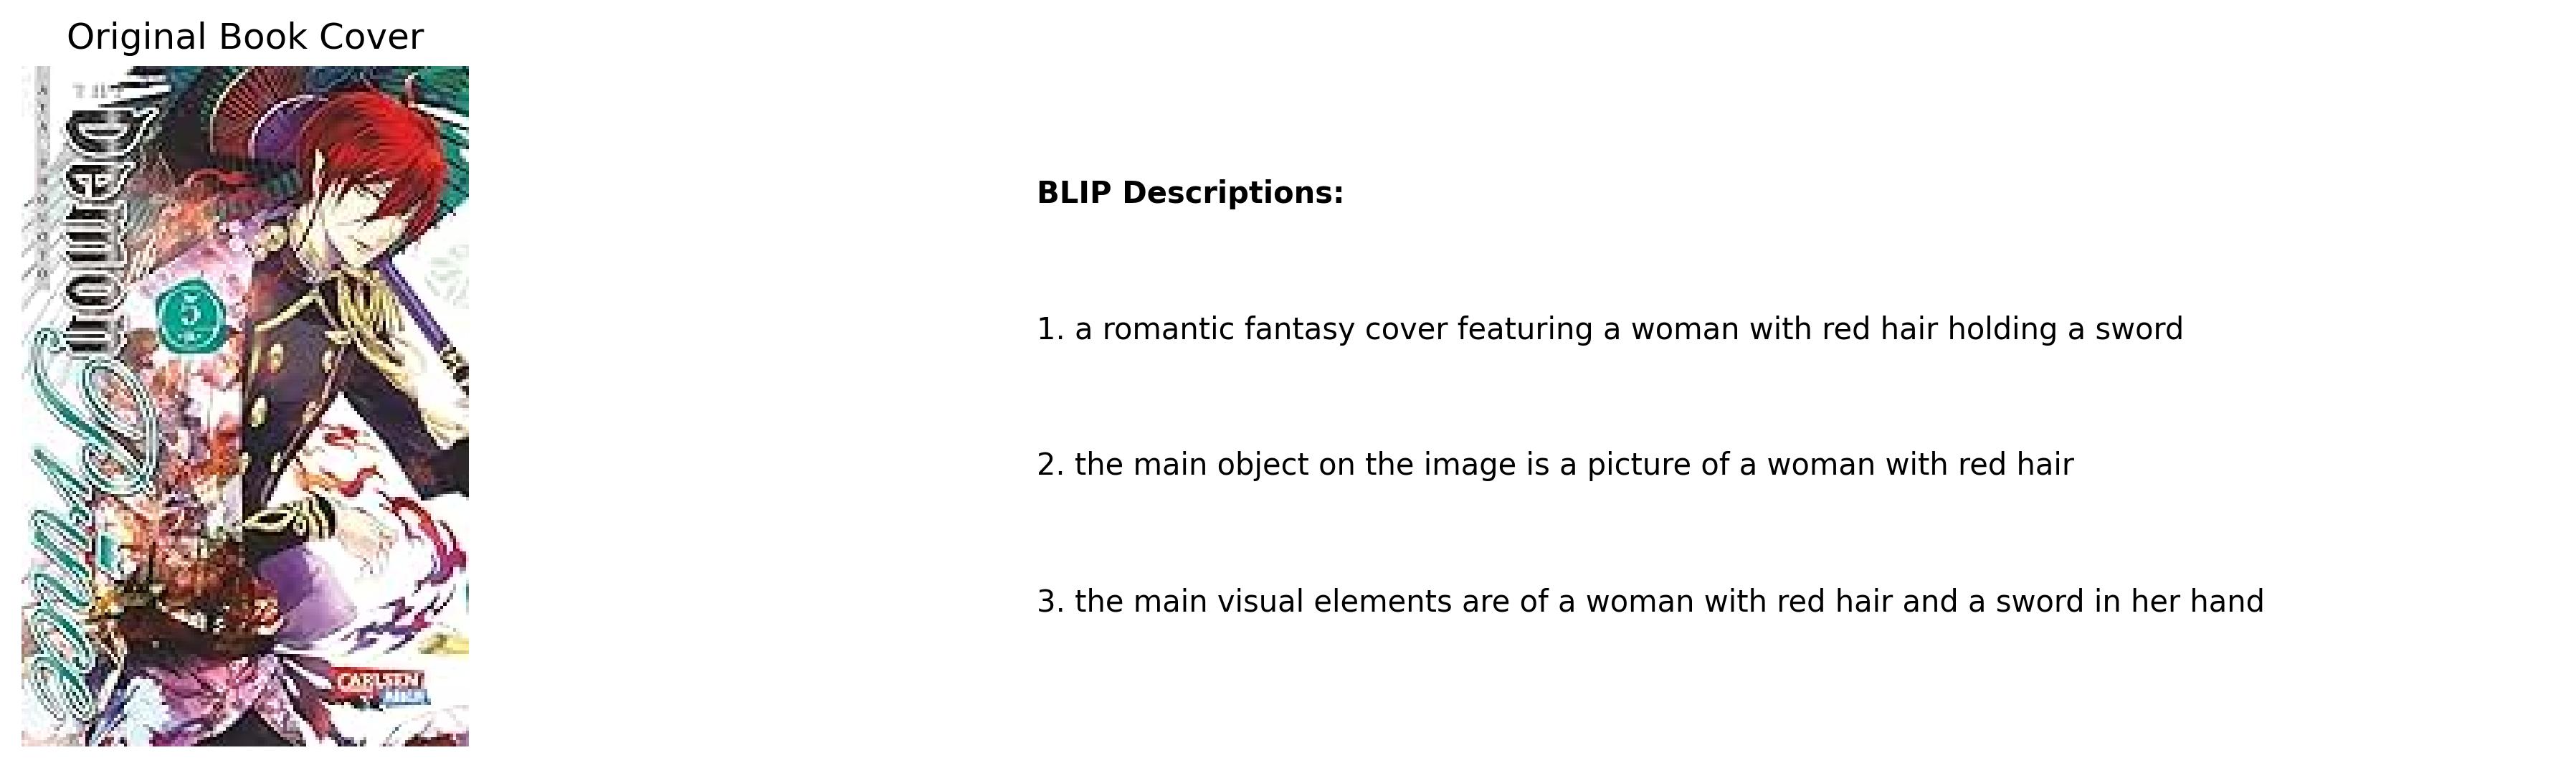 Original Book Cover
THE
DEMON
Prince
5
CARLSEN
BLIP Descriptions:
1. a romantic fantasy cover featuring a woman with red hair holding a sword
2. the main object on the image is a picture of a woman with red hair
3. the main visual elements are of a woman with red hair and a sword in her hand